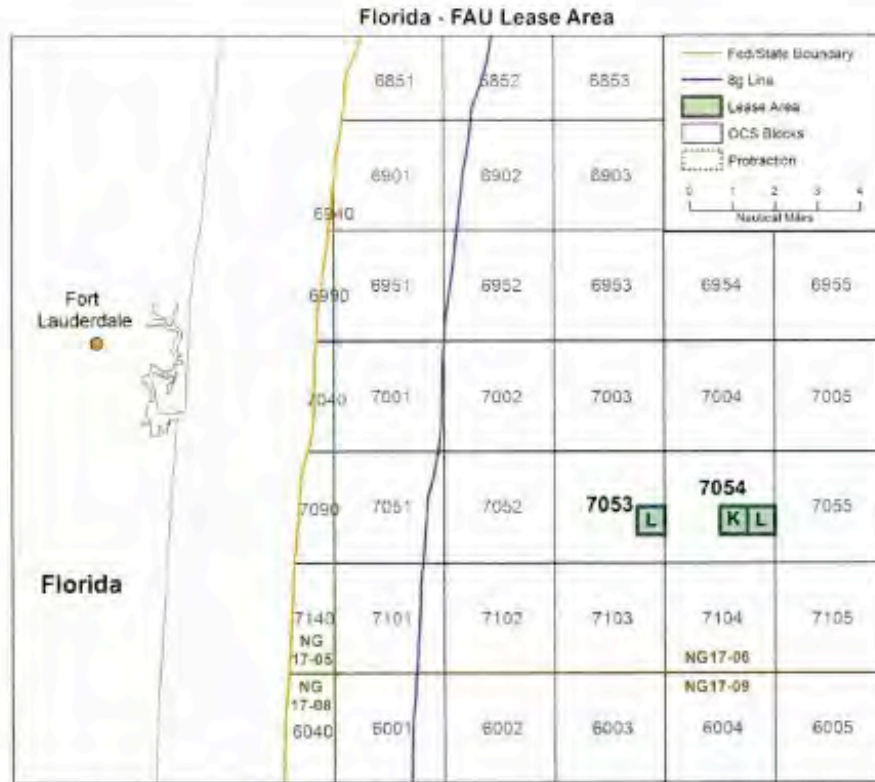 Florida - FAU Lease Area
Fed/State Boundary
8g Line
Lease Area
OCS Blocks
Protraction
0 1 2 3 4
Nautical Miles
6851 6852 6853
6901 6902 6903
6940
6951 6952 6953 6954 6955
6990
Fort
Lauderdale
7040 7001 7002 7003 7004 7005
7054
7053
7090 7051 7052 7055
L K L
Florida
7140 7101 7102 7103 7104 7105
NG
17-05
NG17-06
NG
17-08
NG17-09
6040 6001 6002 6003 6004 6005